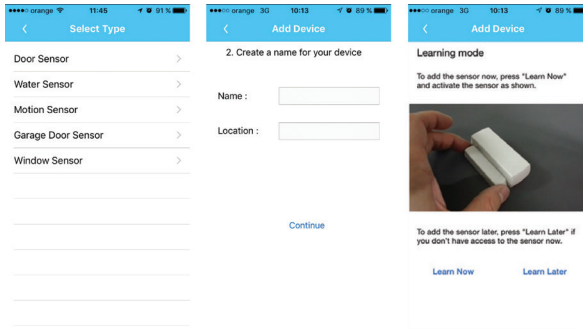 orange 11:45 91 %
Select Type
Door Sensor
Water Sensor
Motion Sensor
Garage Door Sensor
Window Sensor
orange 3G 10:13 89 %
Add Device
2. Create a name for your device
Name :
Location :
Continue
orange 3G 10:13 89 %
Add Device
Learning mode
To add the sensor now, press "Learn Now"
and activate the sensor as shown.
To add the sensor later, press "Learn Later" if
you don't have access to the sensor now.
Learn Now Learn Later